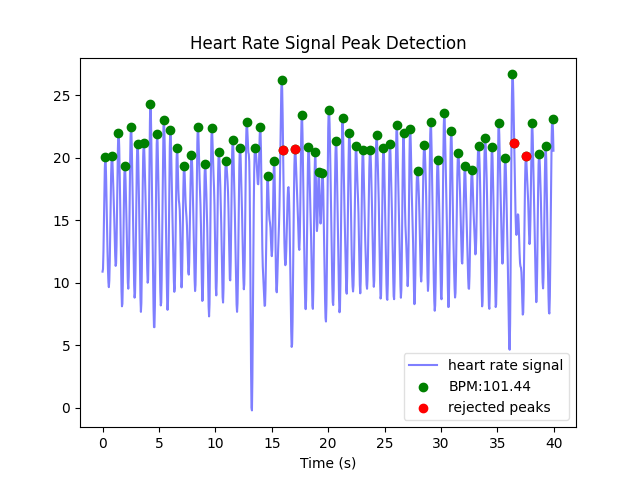 Heart Rate Signal Peak Detection
25
20
15
10
5
0
heart rate signal
BPM:101.44
rejected peaks
0 5 10 15 20 25 30 35 40
Time (s)